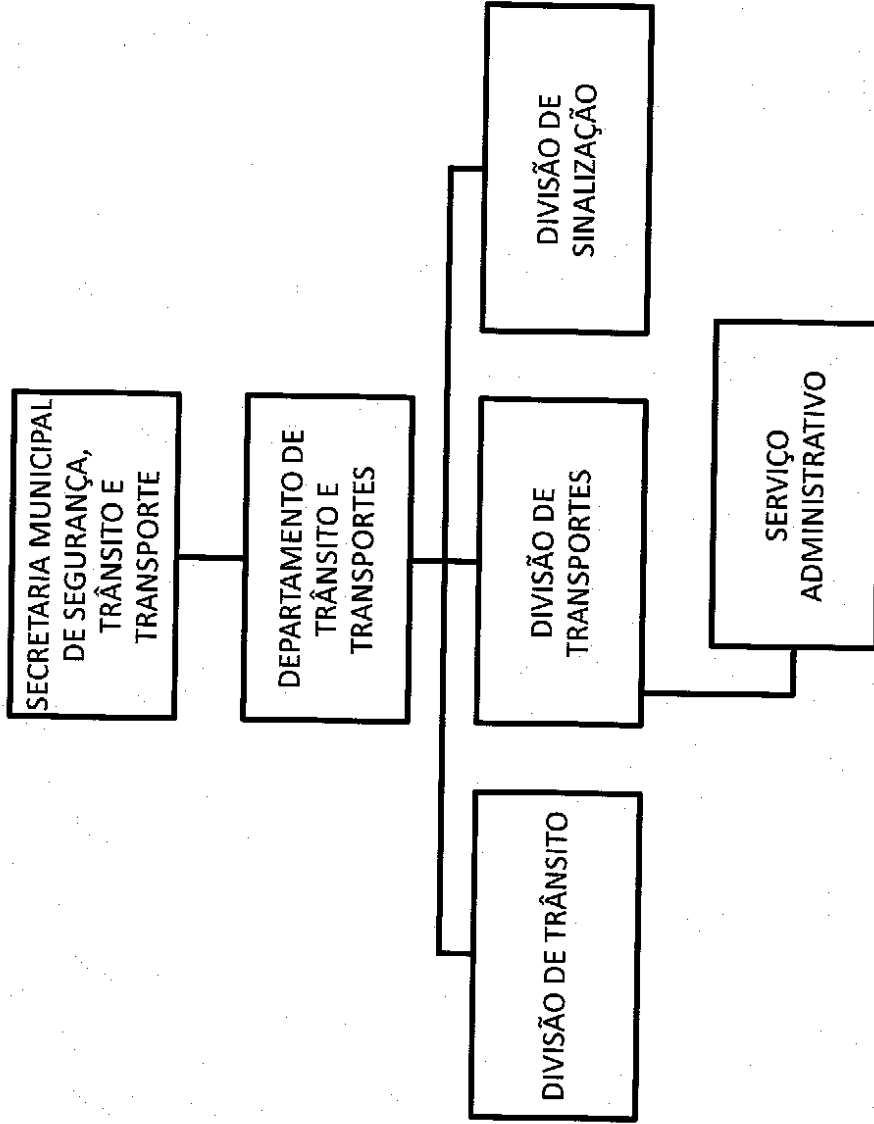 SECRETARIA MUNICIPAL
DE SEGURANÇA,
TRÂNSITO E
TRANSPORTE
DEPARTAMENTO DE
TRÂNSITO E
TRANSPORTES
DIVISÃO DE TRÂNSITO
DIVISÃO DE
TRANSPORTES
DIVISÃO DE
SINALIZAÇÃO
SERVIÇO
ADMINISTRATIVO